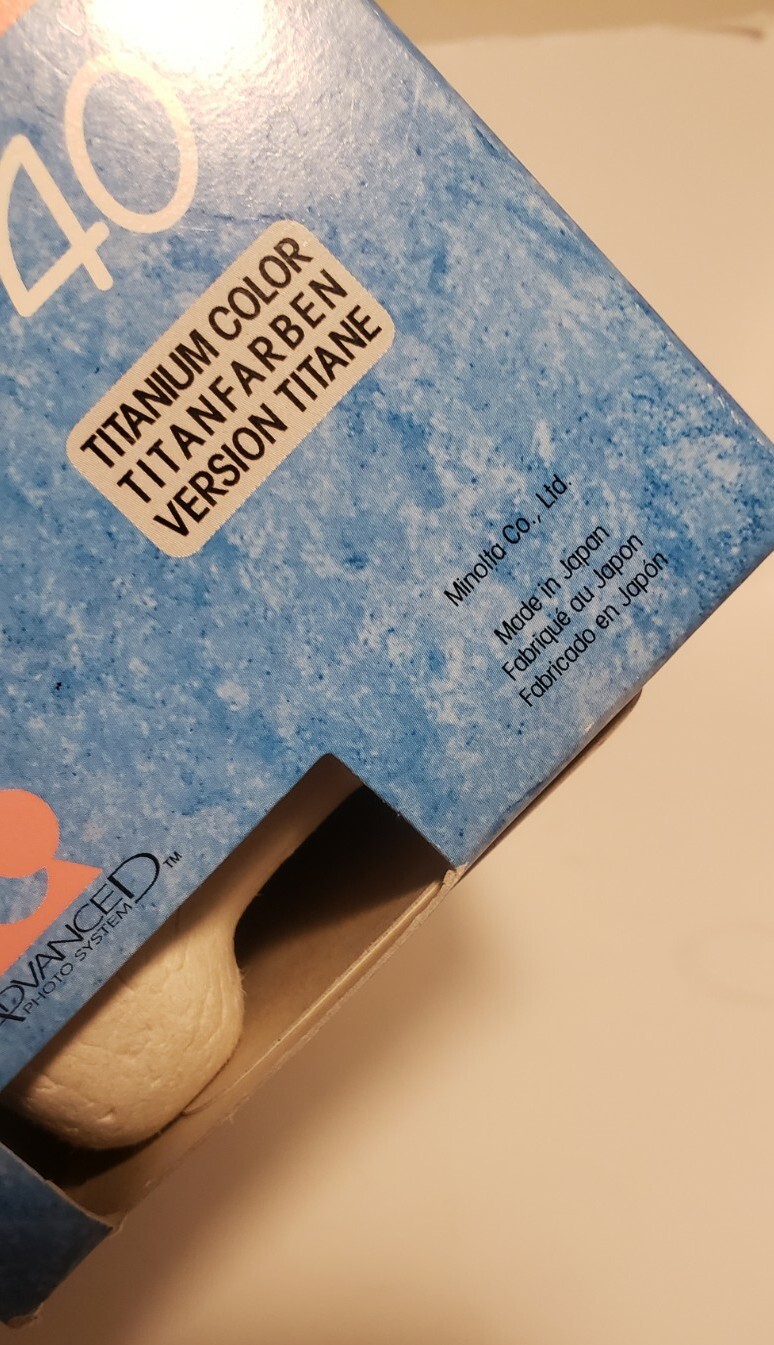 40
TITANIUM COLOR
TITANFARBEN
VERSION TITANE
Minolta Co., Ltd.
Made in Japan
Fabriqué au Japon
Fabricado en Japón
ADVANCED™
PHOTO SYSTEM